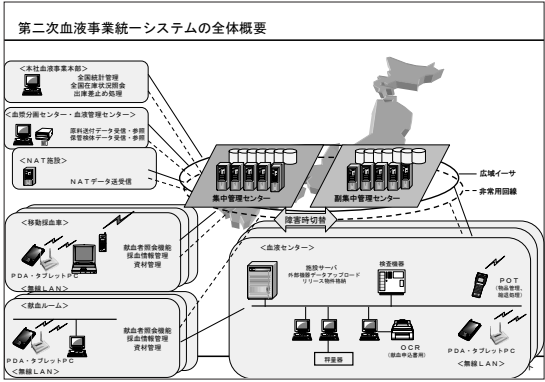 第二次血液事業統一システムの全体概要
＜本社血液事業本部＞
全国統計管理
全国在庫状況照会
出庫差止め処理
＜血漿分画センター・血液管理センター＞
原料送付データ受信・参照
保管検体データ受信・参照
＜ＮＡＴ施設＞
ＮＡＴデータ送受信
集中管理センター
副集中管理センター
広域イーサ
非常用回線
障害時切替
＜移動採血車＞
献血者照会機能
採血情報管理
資材管理
ＰＤＡ・タブレットＰＣ
＜無線ＬＡＮ＞
＜献血ルーム＞
献血者照会機能
採血情報管理
資材管理
ＰＤＡ・タブレットＰＣ
＜無線ＬＡＮ＞
＜血液センター＞
施設サーバ
外部機器データアップロード
リリース物件格納
検査機器
ＰＯＴ
（物品管理、
輸送処理）
秤量器
ＯＣＲ
（献血申込書用）
ＰＤＡ・タブレットＰＣ
＜無線ＬＡＮ＞